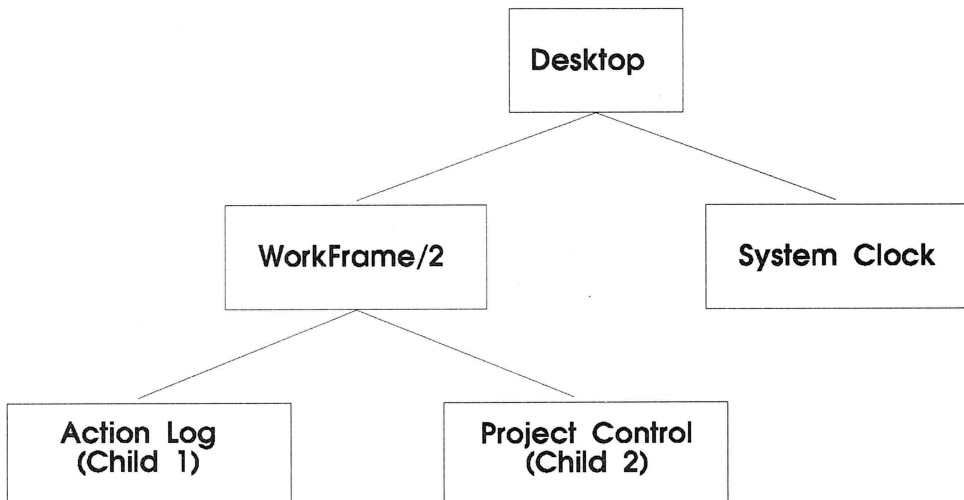 Desktop
WorkFrame/2
System Clock
Action Log
(Child 1)
Project Control
(Child 2)